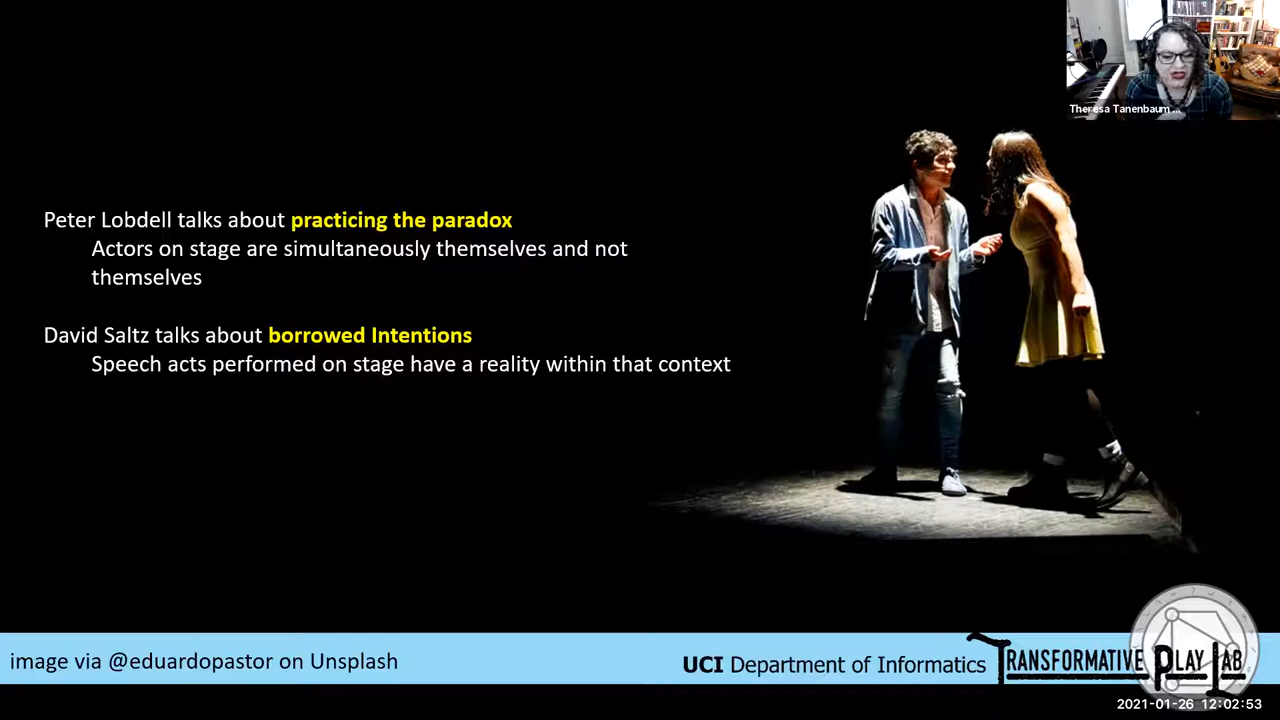 Theresa Tanenbaum ...
Peter Lobdell talks about practicing the paradox
Actors on stage are simultaneously themselves and not
themselves
David Saltz talks about borrowed Intentions
Speech acts performed on stage have a reality within that context
image via @eduardopastor on Unsplash
UCI Department of Informatics
TRANSFORMATIVE PLAY LAB
2021-01-26 12:02:53